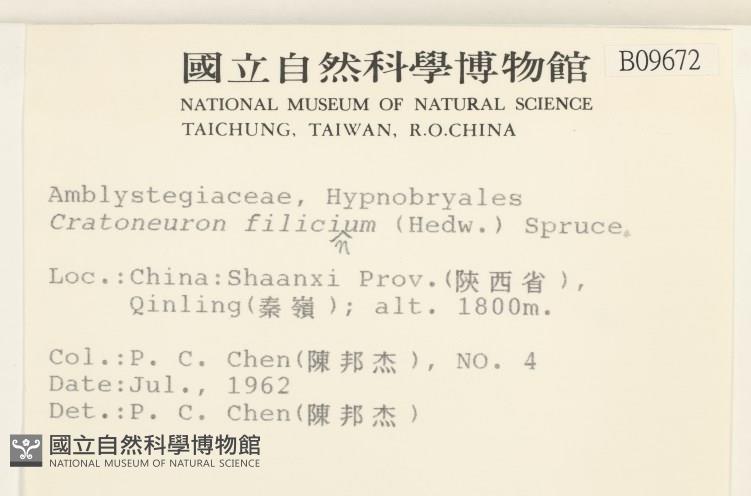 國立自然科學博物館 B09672
NATIONAL MUSEUM OF NATURAL SCIENCE
TAICHUNG, TAIWAN, R.O.CHINA
Amblystegiaceae, Hypnobryales
Cratoneuron filicium (Hedw.) Spruce.
n
Loc.:China:Shaanxi Prov.(陝西省),
Qinling(秦嶺); alt. 1800m.
Col.:P. C. Chen(陳邦杰), NO. 4
Date:Jul., 1962
Det.:P. C. Chen(陳邦杰)
國立自然科學博物館
NATIONAL MUSEUM OF NATURAL SCIENCE